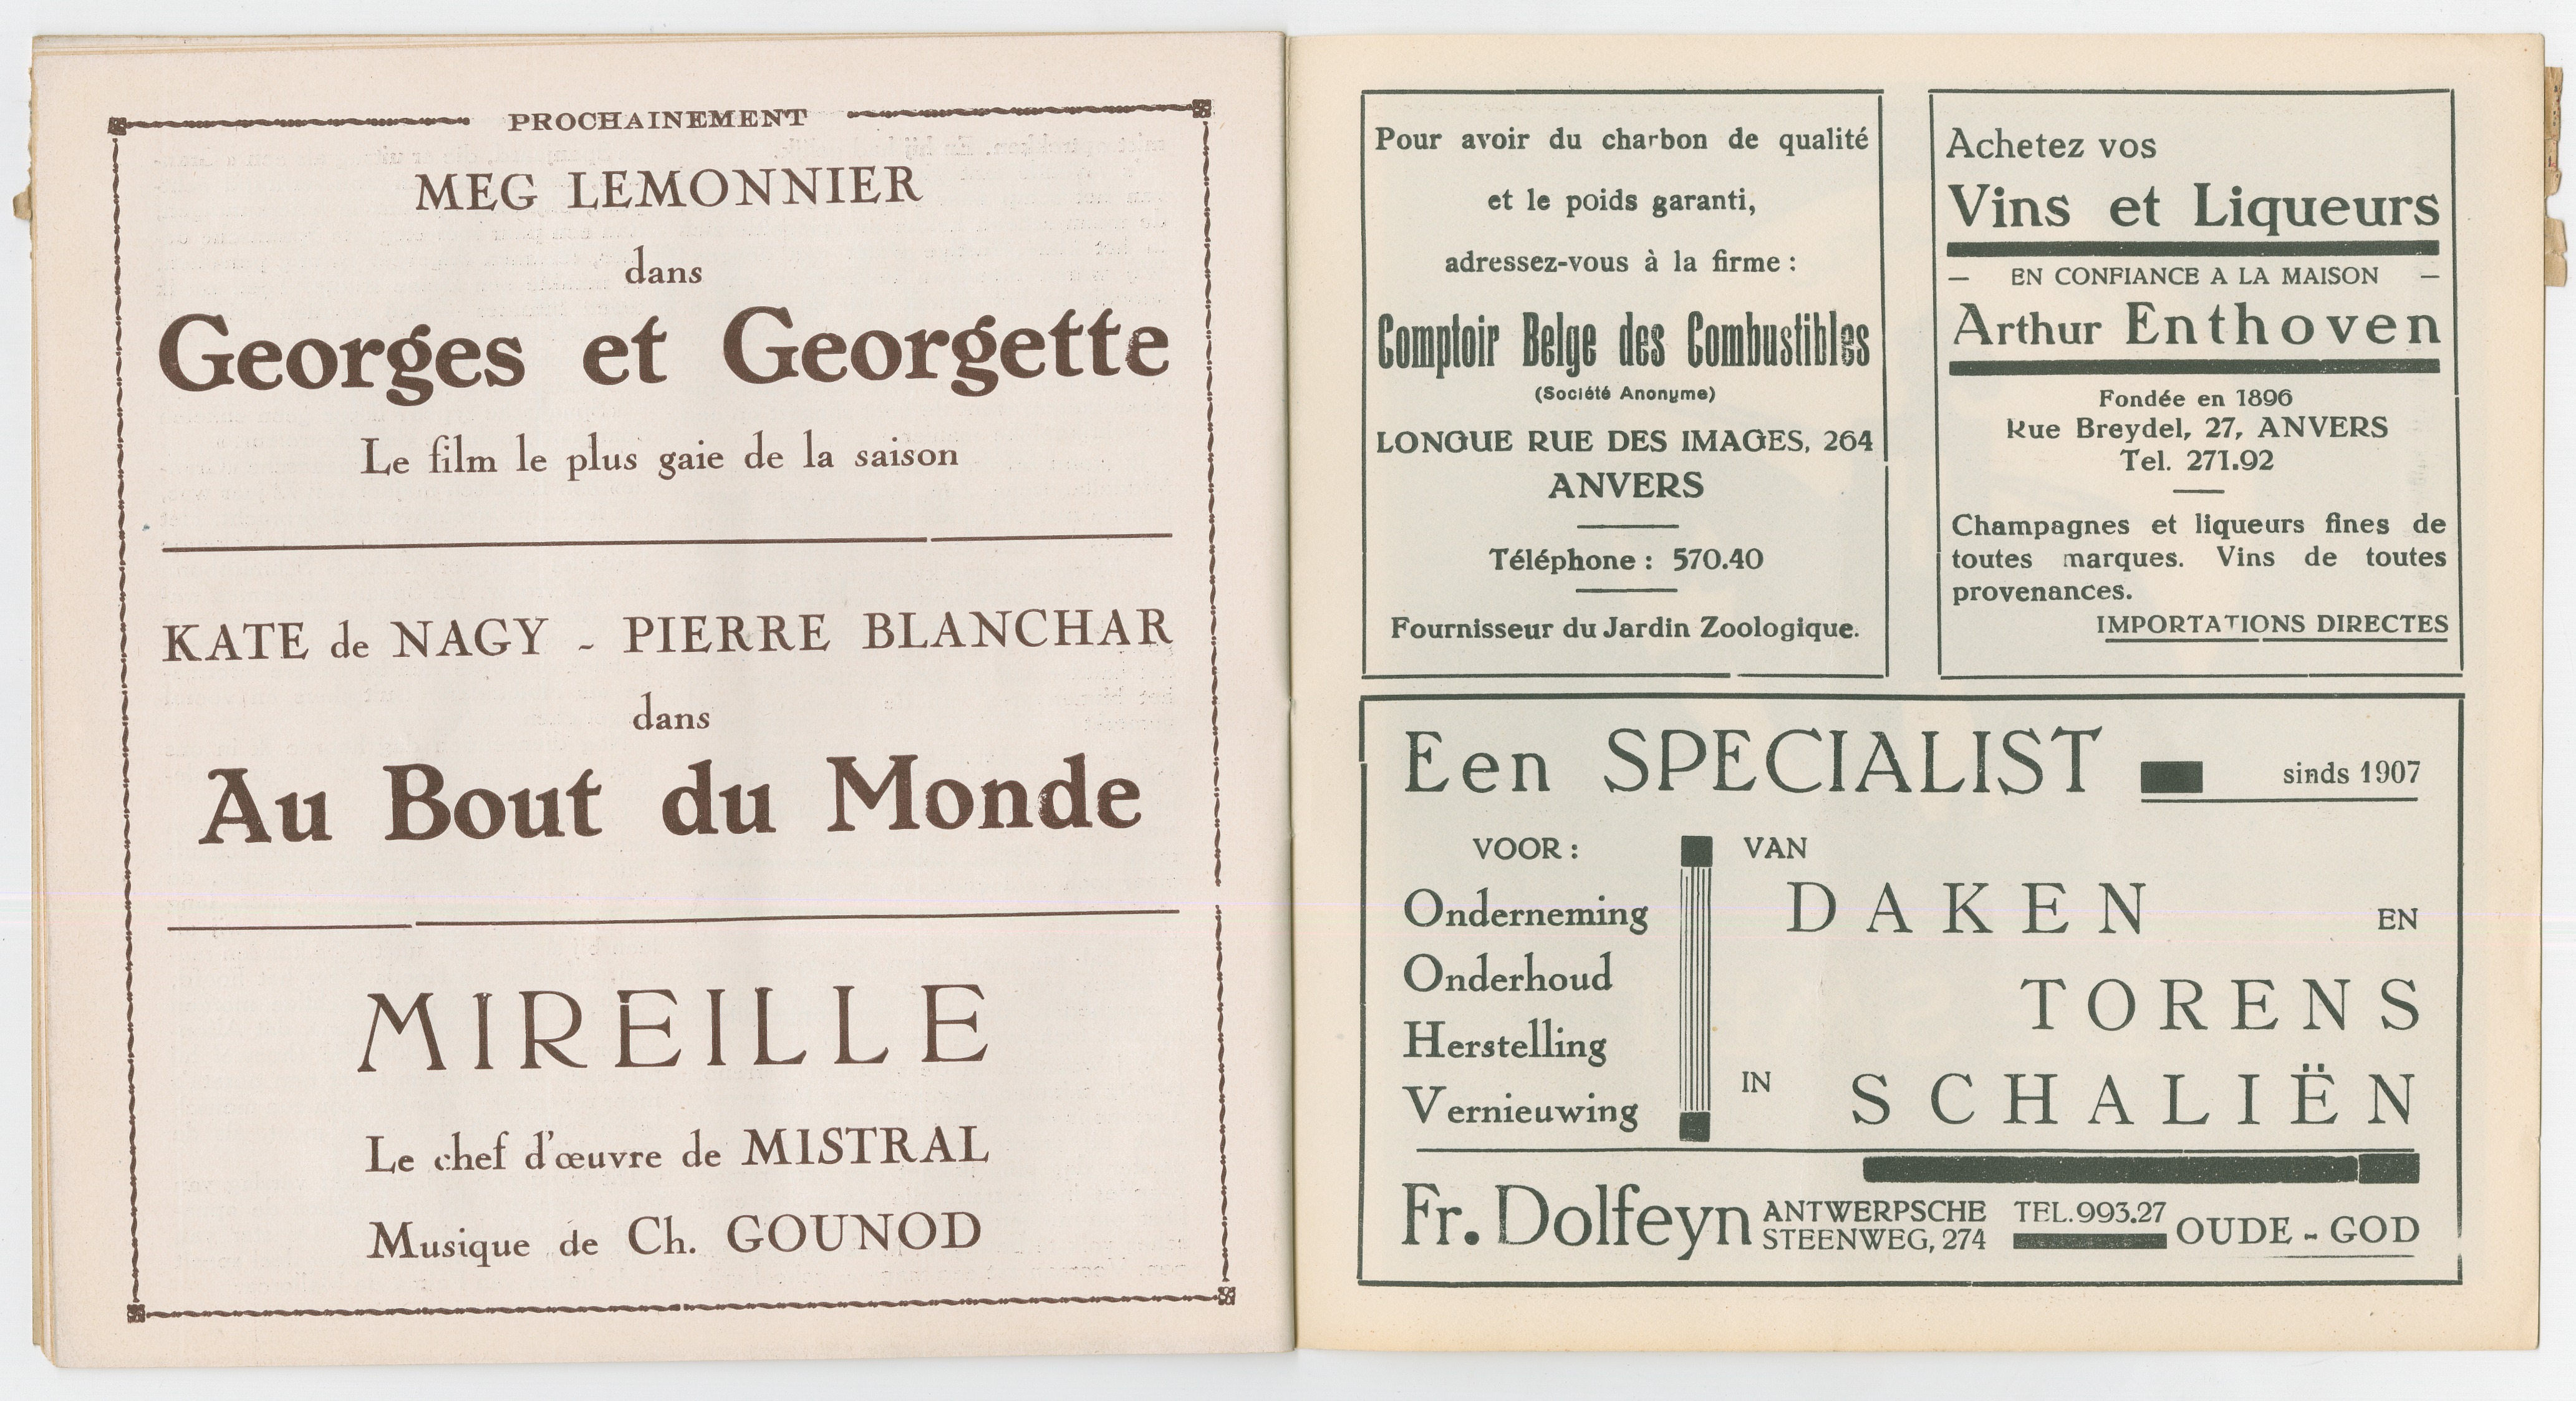 PROCHAINEMENT
MEG LEMONNIER
dans
Georges et Georgette
Le film le plus gaie de la saison
KATE de NAGY - PIERRE BLANCHAR
dans
Au Bout du Monde
MIREILLE
Le chef d'œuvre de MISTRAL
Musique de Ch. GOUNOD
Pour avoir du charbon de qualité
et le poids garanti,
adressez-vous à la firme :
Comptoir Belge des Combustibles
(Société Anonyme)
LONGUE RUE DES IMAGES, 264
ANVERS
Téléphone : 570.40
Fournisseur du Jardin Zoologique.
Achetez vos
Vins et Liqueurs
— EN CONFIANCE A LA MAISON —
Arthur Enthoven
Fondée en 1896
Rue Breydel, 27, ANVERS
Tel. 271.92
Champagnes et liqueurs fines de
toutes marques. Vins de toutes
provenances.
IMPORTATIONS DIRECTES
Een SPECIALIST sinds 1907
VOOR :
Onderneming
Onderhoud
Herstelling
Vernieuwing
VAN
DAKEN EN
TORENS
IN SCHALIËN
Fr. Dolfeyn ANTWERPSCHE STEENWEG, 274 TEL. 993.27 OUDE - GOD